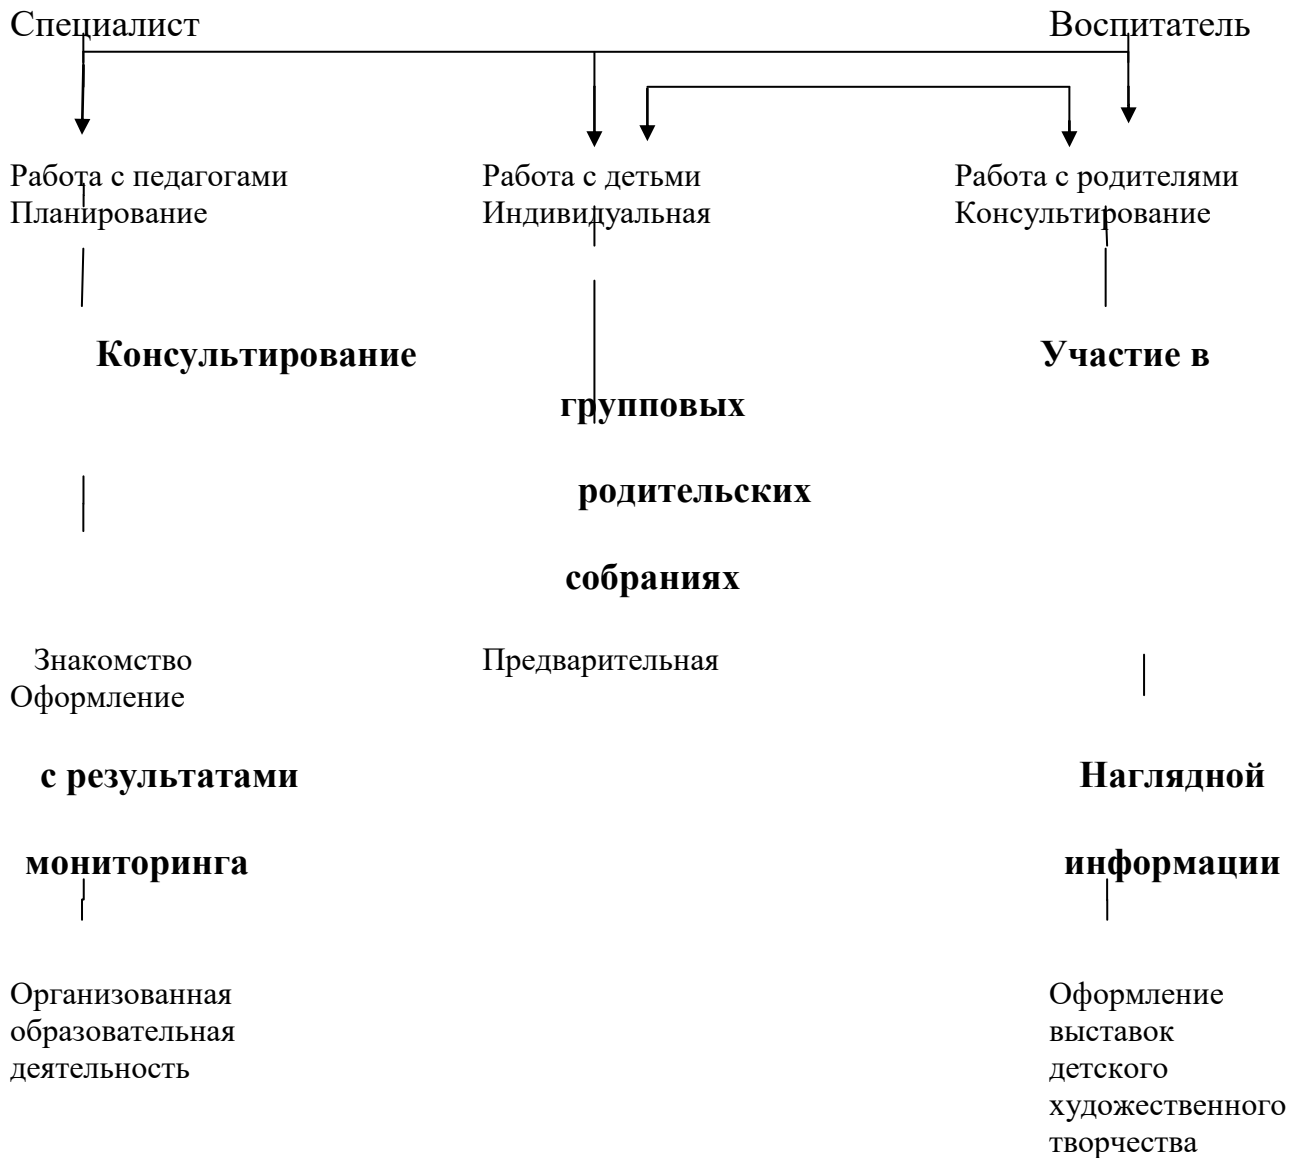 Специалист Воспитатель
Работа с педагогами Работа с детьми Работа с родителями
Планирование Индивидуальная Консультирование
Консультирование Участие в
групповых
родительских
собраниях
Знакомство Предварительная
Оформление
с результатами Наглядной
мониторинга информации
Организованная Оформление
образовательная выставок
деятельность детского
художественного
творчества